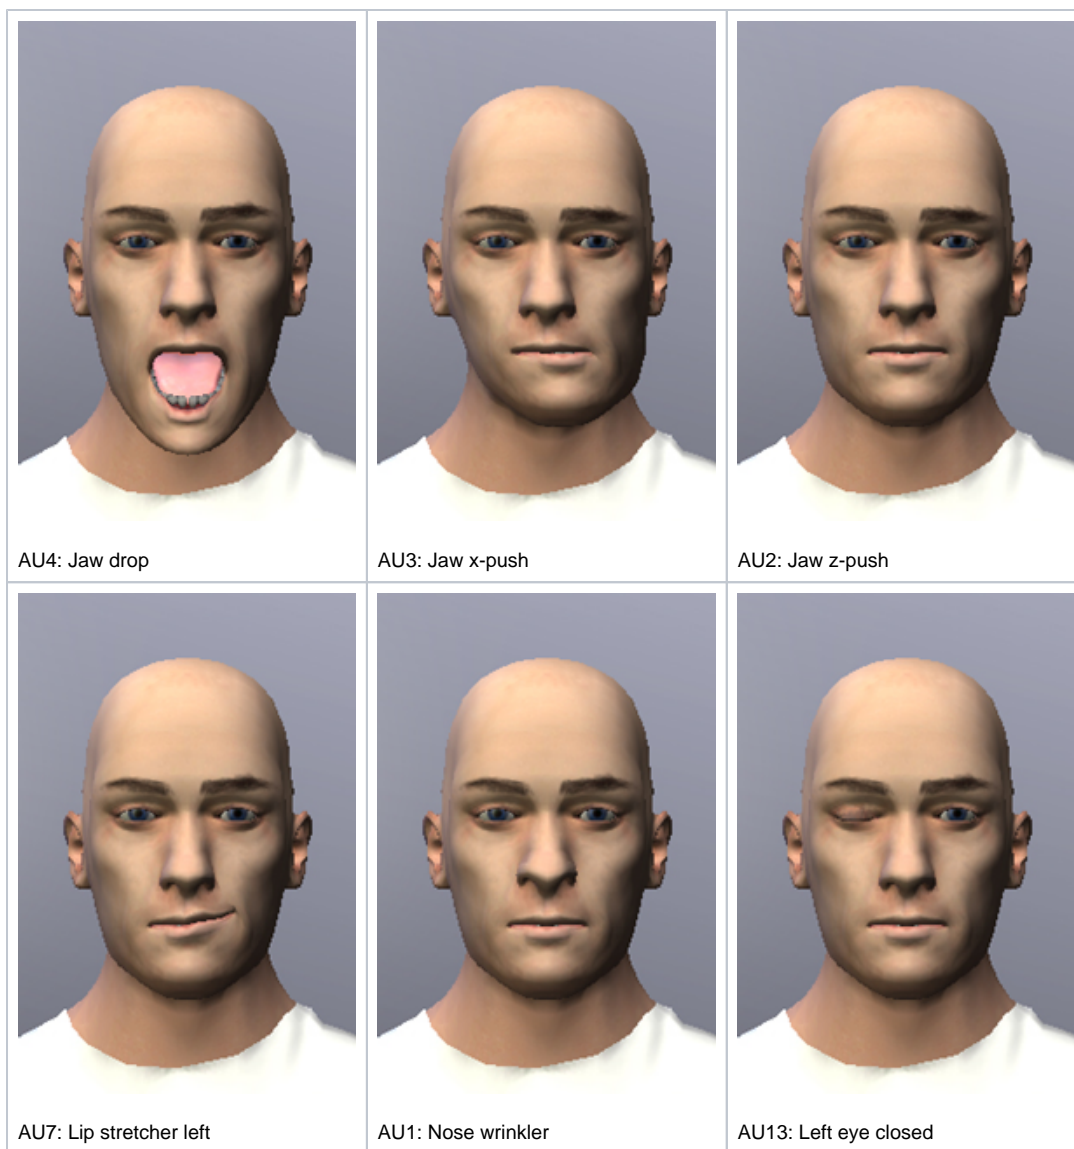 AU4: Jaw drop
AU3: Jaw x-push
AU2: Jaw z-push
AU7: Lip stretcher left
AU1: Nose wrinkler
AU13: Left eye closed